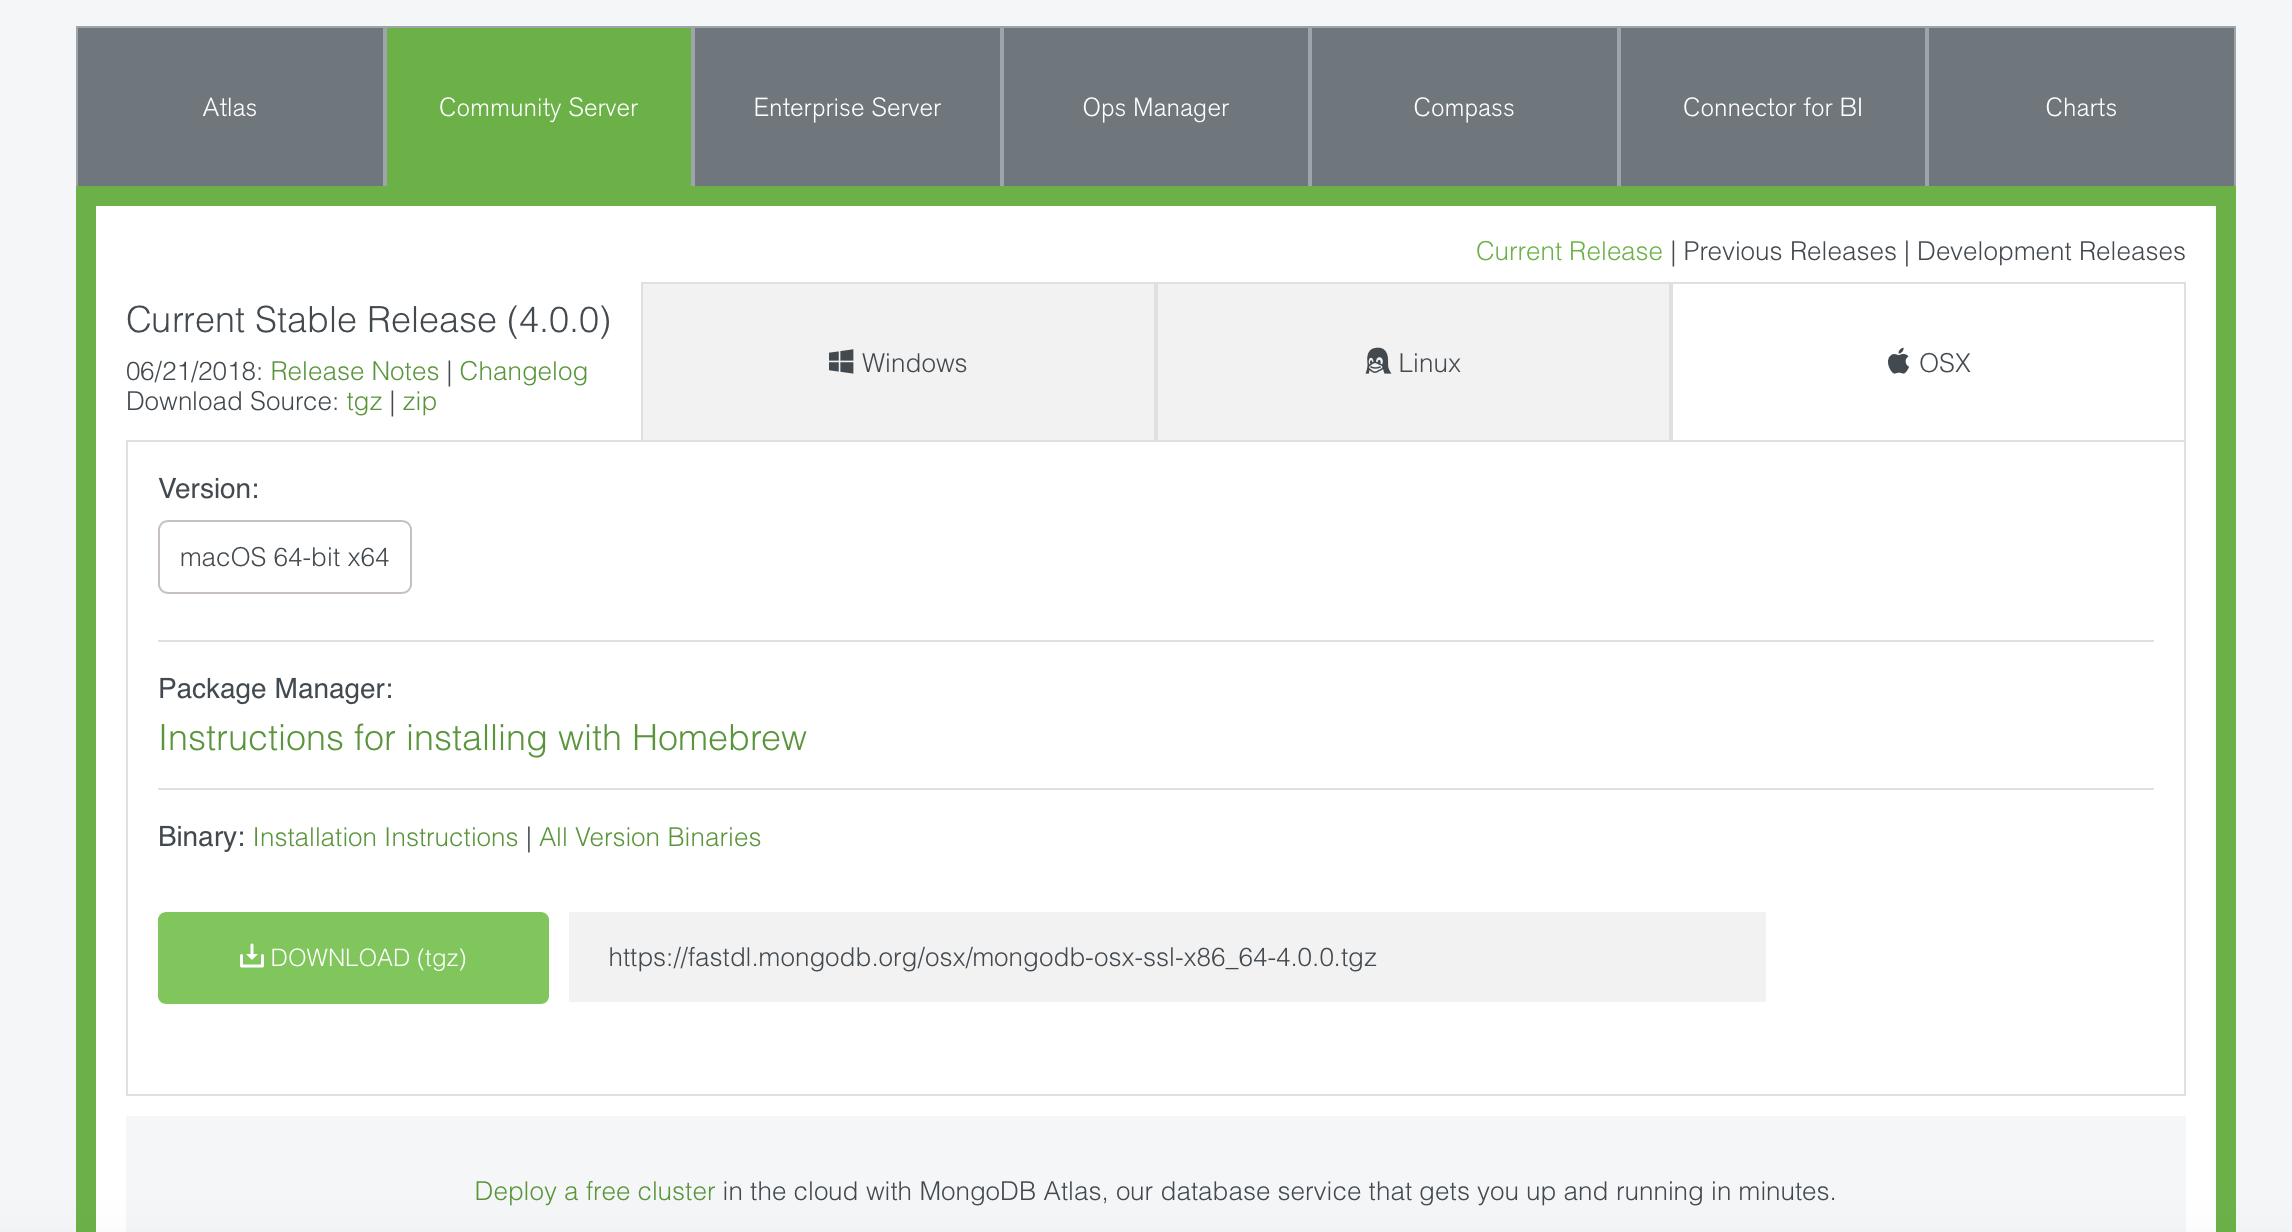 Atlas
Community Server
Enterprise Server
Ops Manager
Compass
Connector for BI
Charts
Current Release | Previous Releases | Development Releases
Current Stable Release (4.0.0)
06/21/2018: Release Notes | Changelog
Download Source: tgz | zip
Windows
Linux
OSX
Version:
macOS 64-bit x64
Package Manager:
Instructions for installing with Homebrew
Binary: Installation Instructions | All Version Binaries
DOWNLOAD (tgz)
https://fastdl.mongodb.org/osx/mongodb-osx-ssl-x86_64-4.0.0.tgz
Deploy a free cluster in the cloud with MongoDB Atlas, our database service that gets you up and running in minutes.